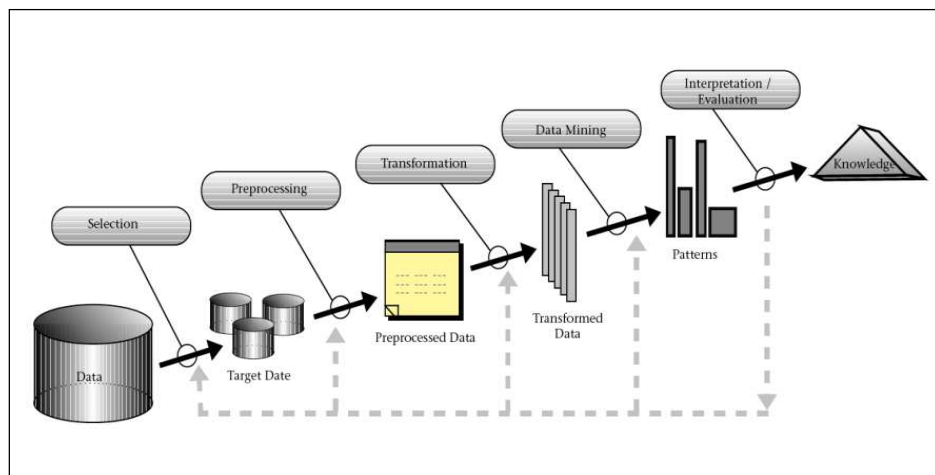 Interpretation /
Evaluation
Data Mining
Transformation
Preprocessing
Selection
Knowledge
Patterns
Transformed
Data
Preprocessed Data
Target Date
Data